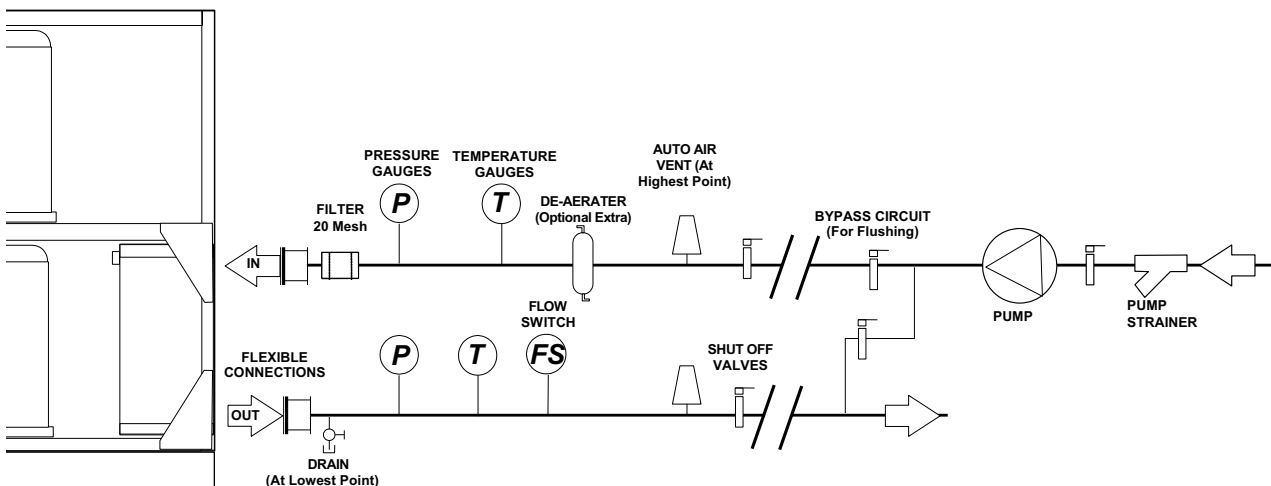 PRESSURE
GAUGES
TEMPERATURE
GAUGES
AUTO AIR
VENT (At
Highest Point)
FILTER
20 Mesh
P
T
DE-AERATER
(Optional Extra)
BYPASS CIRCUIT
(For Flushing)
IN
PUMP
PUMP
STRAINER
FLEXIBLE
CONNECTIONS
P
T
FLOW
SWITCH
FS
SHUT OFF
VALVES
OUT
DRAIN
(At Lowest Point)